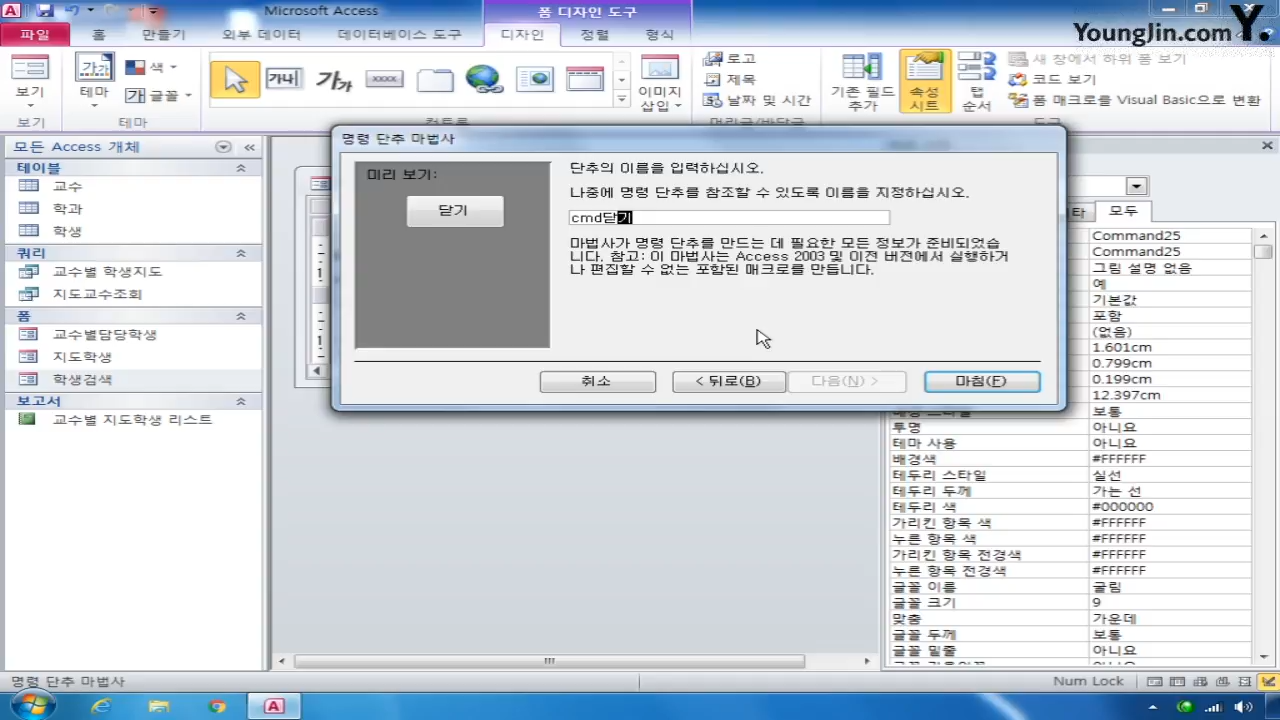 Microsoft Access
폼 디자인 도구
YoungJin.com Y.
파일
홈
만들기
외부 데이터
데이터베이스 도구
디자인
정렬
형식
보기
테마
색
글꼴
가나
가가
xxxx
이미지
삽입
로고
제목
날짜 및 시간
기존 필드
추가
속성
시트
탭
순서
새 창에서 하위 폼 보기
코드 보기
폼 매크로를 Visual Basic으로 변환
보기
테마
컨트롤
도구
모든 Access 개체
테이블
교수
학과
학생
쿼리
교수별 학생지도
지도교수조회
폼
교수별담당학생
지도학생
학생검색
보고서
교수별 지도학생 리스트
명령 단추 마법사
미리 보기:
닫기
단추의 이름을 입력하십시오.
나중에 명령 단추를 참조할 수 있도록 이름을 지정하십시오.
cmd닫기
마법사가 명령 단추를 만드는 데 필요한 모든 정보가 준비되었습
니다. 참고: 이 마법사는 Access 2003 및 이전 버전에서 실행하거
나 편집할 수 없는 포함된 매크로를 만듭니다.
취소
< 뒤로(B)
다음(N) >
마침(F)
타
모두
Command25
Command25
그림 설명 없음
예
기본값
포함
(없음)
1.601cm
0.799cm
0.199cm
12.397cm
배경 스타일 보통
투명 아니요
테마 사용 아니요
배경색 #FFFFFF
테두리 스타일 실선
테두리 두께 가는 선
테두리 색 #000000
가리킨 항목 색 #FFFFFF
누른 항목 색 #FFFFFF
가리킨 항목 전경색 #FFFFFF
누른 항목 전경색 #FFFFFF
글꼴 이름 굴림
글꼴 크기 9
맞춤 가운데
글꼴 두께 보통
글꼴 밑줄 아니요
명령 단추 마법사
Num Lock